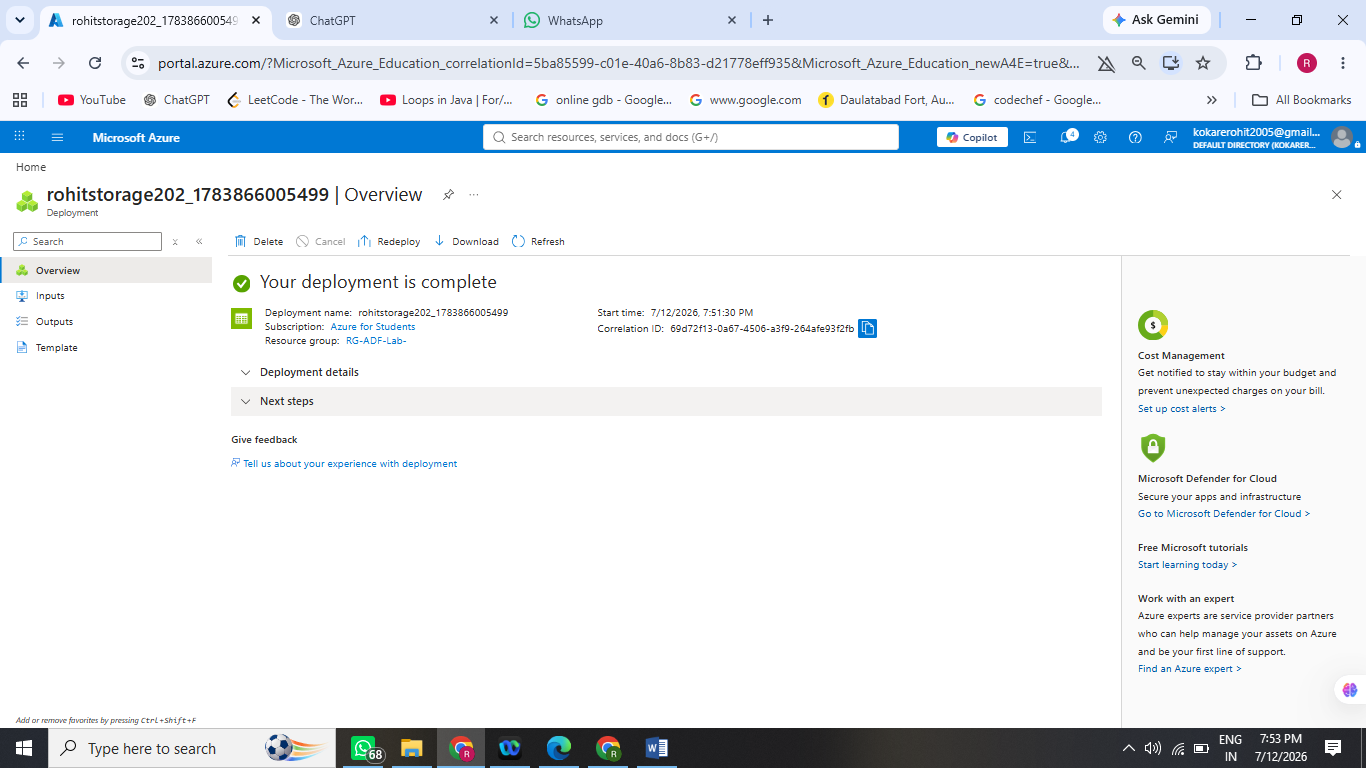 rohitstorage202_17838660054​99
ChatGPT
WhatsApp
Ask Gemini
portal.azure.com/?Microsoft_Azure_Education_correlationId=5ba85599-c01e-40a6-8b83-d21778eff935&Microsoft_Azure_Education_newA4E=true&...
R
YouTube
ChatGPT
LeetCode - The Wor...
Loops in Java | For/...
online gdb - Google...
www.google.com
Daulatabad Fort, Au...
codechef - Google...
All Bookmarks
Microsoft Azure
Search resources, services, and docs (G+/)
Copilot
4
kokarerohit2005@gmail...
DEFAULT DIRECTORY (KOKARER...
Home
rohitstorage202_1783866005499 | Overview
Deployment
Search
Delete
Cancel
Redeploy
Download
Refresh
Overview
Inputs
Outputs
Template
Your deployment is complete
Deployment name: rohitstorage202_1783866005499
Subscription: Azure for Students
Resource group: RG-ADF-Lab-
Start time: 7/12/2026, 7:51:30 PM
Correlation ID: 69d72f13-0a67-4506-a3f9-264afe93f2fb
Deployment details
Next steps
Give feedback
Tell us about your experience with deployment
Cost Management
Get notified to stay within your budget and
prevent unexpected charges on your bill.
Set up cost alerts >
Microsoft Defender for Cloud
Secure your apps and infrastructure
Go to Microsoft Defender for Cloud >
Free Microsoft tutorials
Start learning today >
Work with an expert
Azure experts are service provider partners
who can help manage your assets on Azure
and be your first line of support.
Find an Azure expert >
Add or remove favorites by pressing Ctrl+Shift+F
Type here to search
68
R
ENG
IN
7:53 PM
7/12/2026